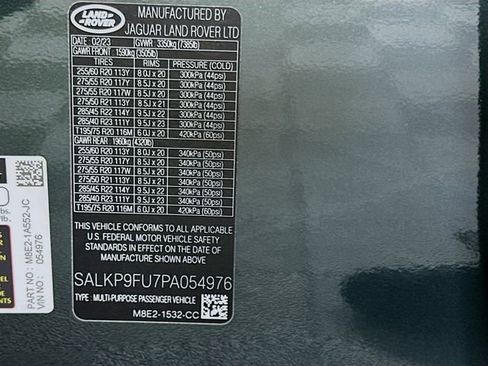 LAND ROVER
MANUFACTURED BY
JAGUAR LAND ROVER LTD
DATE 02/23 GVWR 3350kg (7385lb)
GAWR FRONT 1590kg (3505lb)
TIRES RIMS PRESSURE (COLD)
255/60 R20 113Y 8.0J x 20 300kPa (44psi)
275/55 R20 117Y 8.5J x 20 300kPa (44psi)
275/55 R20 117W 8.5J x 20 300kPa (44psi)
275/50 R21 113Y 8.5J x 21 300kPa (44psi)
285/45 R22 114Y 9.5J x 22 300kPa (44psi)
285/40 R23 111Y 9.5J x 23 300kPa (44psi)
T195/75 R20 116M 6.0J x 20 420kPa (60psi)
GAWR REAR 1960kg (4320lb)
255/60 R20 113Y 8.0J x 20 340kPa (50psi)
275/55 R20 117Y 8.5J x 20 340kPa (50psi)
275/55 R20 117W 8.5J x 20 340kPa (50psi)
275/50 R21 113Y 8.5J x 21 340kPa (50psi)
285/45 R22 114Y 9.5J x 22 340kPa (50psi)
285/40 R23 111Y 9.5J x 23 340kPa (50psi)
T195/75 R20 116M 6.0J x 20 420kPa (60psi)
THIS VEHICLE CONFORMS TO ALL APPLICABLE
U.S. FEDERAL MOTOR VEHICLE SAFETY
STANDARDS IN EFFECT ON THE DATE OF
MANUFACTURE SHOWN ABOVE
SALKP9FU7PA054976
TYPE: MULTI-PURPOSE PASSENGER VEHICLE
M8E2-1532-CC
PART NO : M8E2-1A552-JC
VIN NO : 054976